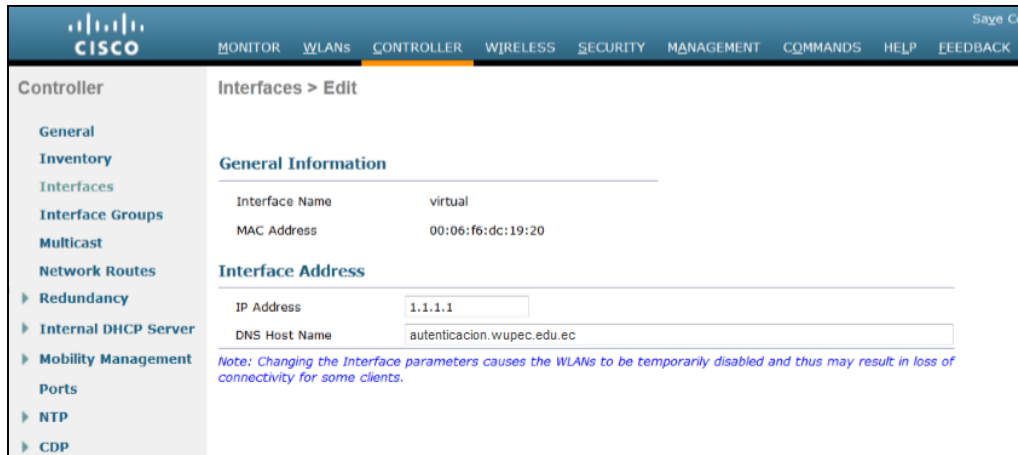 Save Co
CISCO
MONITOR WLANs CONTROLLER WIRELESS SECURITY MANAGEMENT COMMANDS HELP FEEDBACK
Controller
Interfaces > Edit
General
Inventory
Interfaces
Interface Groups
Multicast
Network Routes
Redundancy
Internal DHCP Server
Mobility Management
Ports
NTP
CDP
General Information
Interface Name virtual
MAC Address 00:06:f6:dc:19:20
Interface Address
IP Address 1.1.1.1
DNS Host Name autenticacion.wupec.edu.ec
Note: Changing the Interface parameters causes the WLANs to be temporarily disabled and thus may result in loss of
connectivity for some clients.